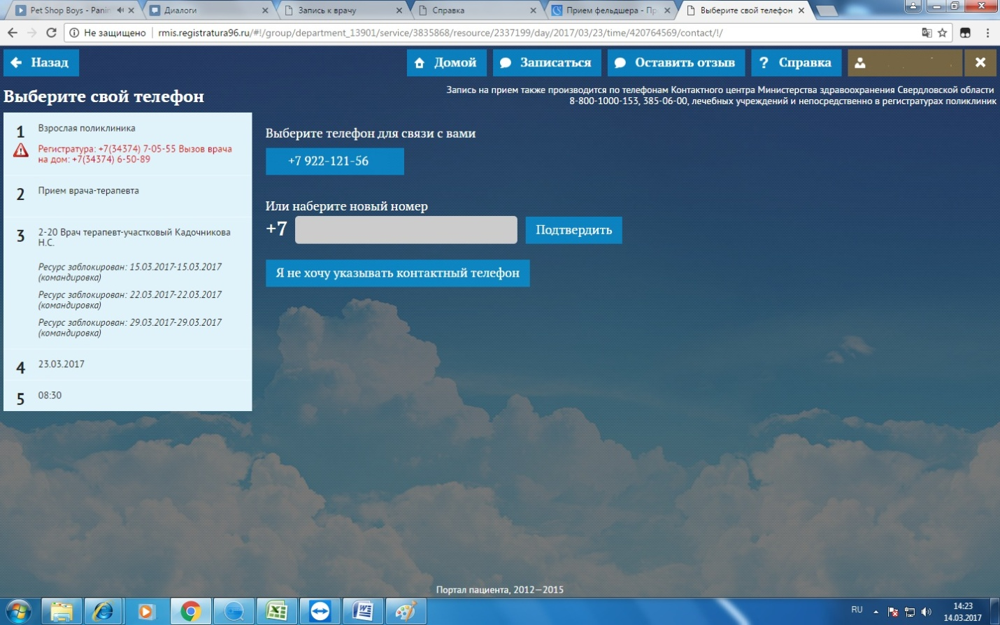 Pet Shop Boys - Panin
Диалоги
Запись к врачу
Справка
Прием фельдшера - Пр
Выберите свой телефон
Не защищено
rmis.registratura96.ru/#!/group/department_13901/service/3835868/resource/2337199/day/2017/03/23/time/420764569/contact/!/
Назад
Домой
Записаться
Оставить отзыв
? Справка
Выберите свой телефон
Запись на прием также производится по телефонам Контактного центра Министерства здравоохранения Свердловской области
8-800-1000-153, 385-06-00, лечебных учреждений и непосредственно в регистратурах поликлиник
1 Взрослая поликлиника
Регистратура: +7(34374) 7-05-55 Вызов врача
на дом: +7(34374) 6-50-89
2 Прием врача-терапевта
3 2-20 Врач терапевт-участковый Кадочникова
Н.С.
Ресурс заблокирован: 15.03.2017-15.03.2017
(командировка)
Ресурс заблокирован: 22.03.2017-22.03.2017
(командировка)
Ресурс заблокирован: 29.03.2017-29.03.2017
(командировка)
4 23.03.2017
5 08:30
Выберите телефон для связи с вами
+7 922-121-56
Или наберите новый номер
+7
Подтвердить
Я не хочу указывать контактный телефон
Портал пациента, 2012—2015
RU
14:23
14.03.2017